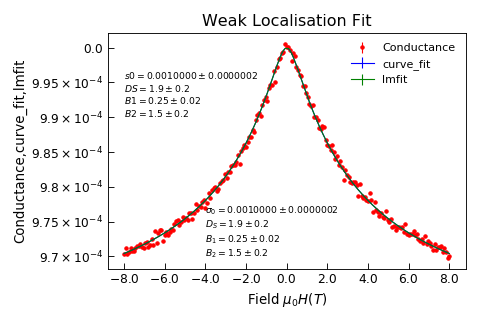 Weak Localisation Fit
Conductance,curve_fit,lmfit
0.0
9.95 × 10⁻⁴
9.9 × 10⁻⁴
9.85 × 10⁻⁴
9.8 × 10⁻⁴
9.75 × 10⁻⁴
9.7 × 10⁻⁴
s0 = 0.0010000 ± 0.0000002
DS = 1.9 ± 0.2
B1 = 0.25 ± 0.02
B2 = 1.5 ± 0.2
Conductance
curve_fit
lmfit
σ₀ = 0.0010000 ± 0.0000002
D_S = 1.9 ± 0.2
B₁ = 0.25 ± 0.02
B₂ = 1.5 ± 0.2
−8.0 −6.0 −4.0 −2.0 0.0 2.0 4.0 6.0 8.0
Field μ₀H(T)